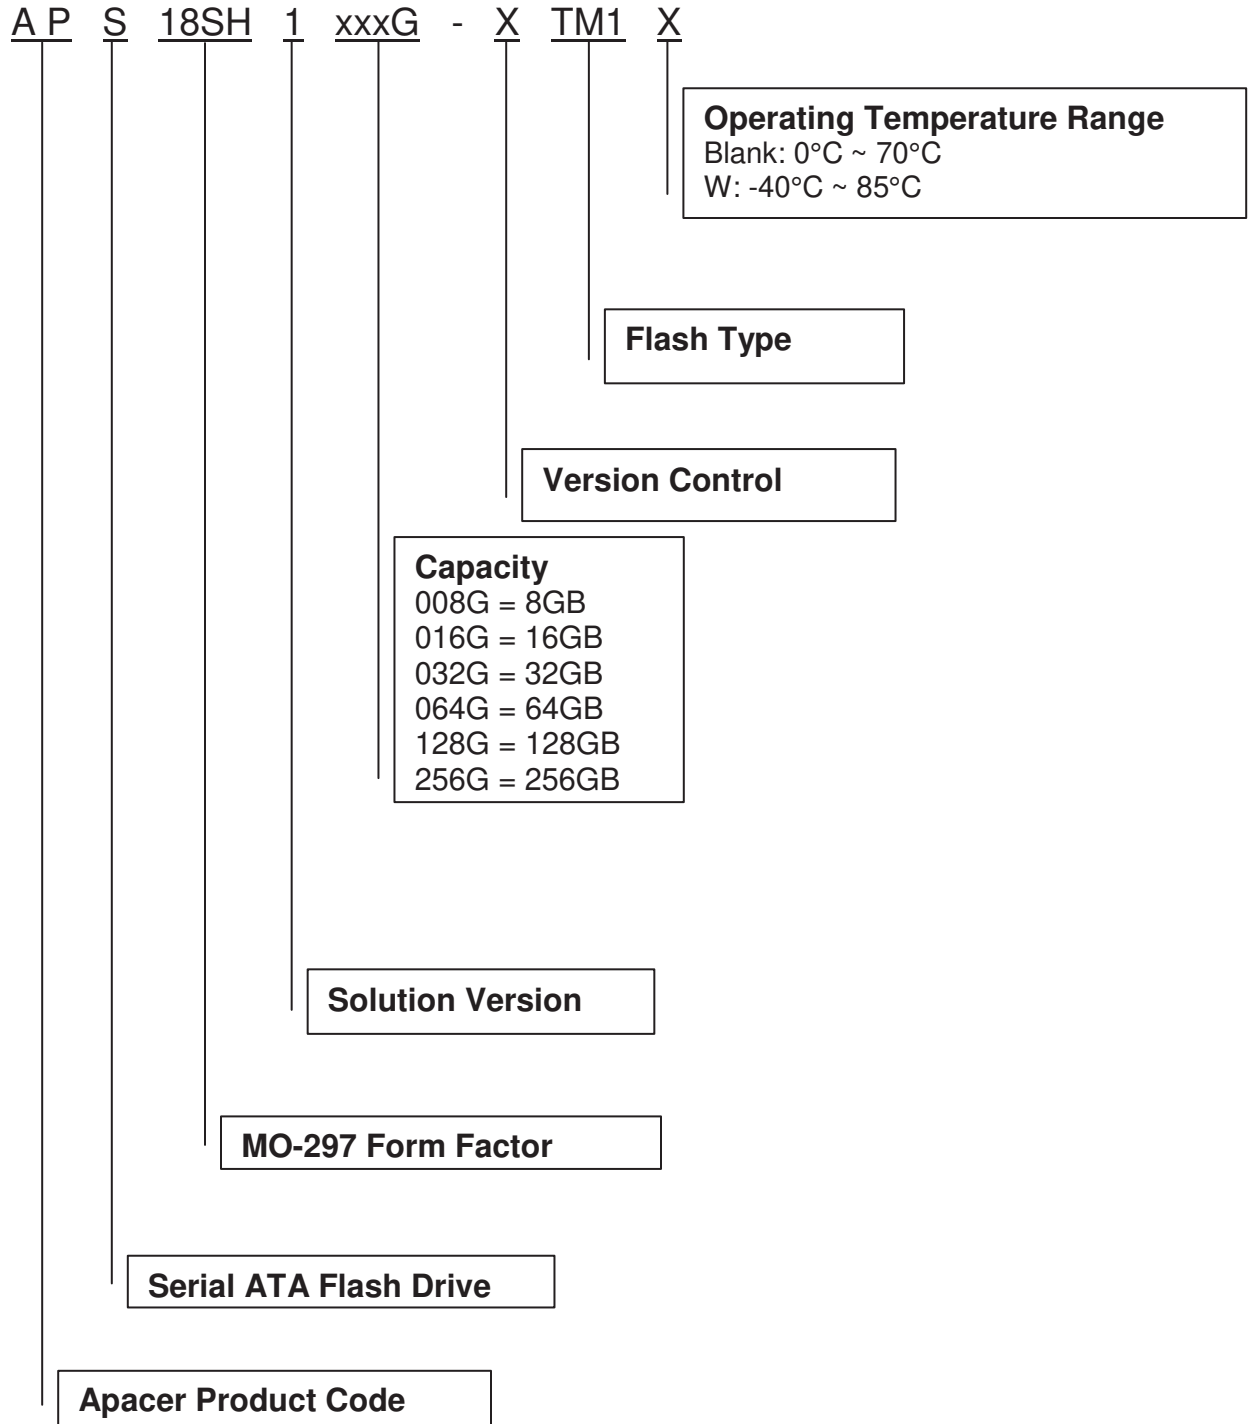 A P S 18SH 1 xxxG - X TM1 X
Operating Temperature Range
Blank: 0°C ~ 70°C
W: -40°C ~ 85°C
Flash Type
Version Control
Capacity
008G = 8GB
016G = 16GB
032G = 32GB
064G = 64GB
128G = 128GB
256G = 256GB
Solution Version
MO-297 Form Factor
Serial ATA Flash Drive
Apacer Product Code